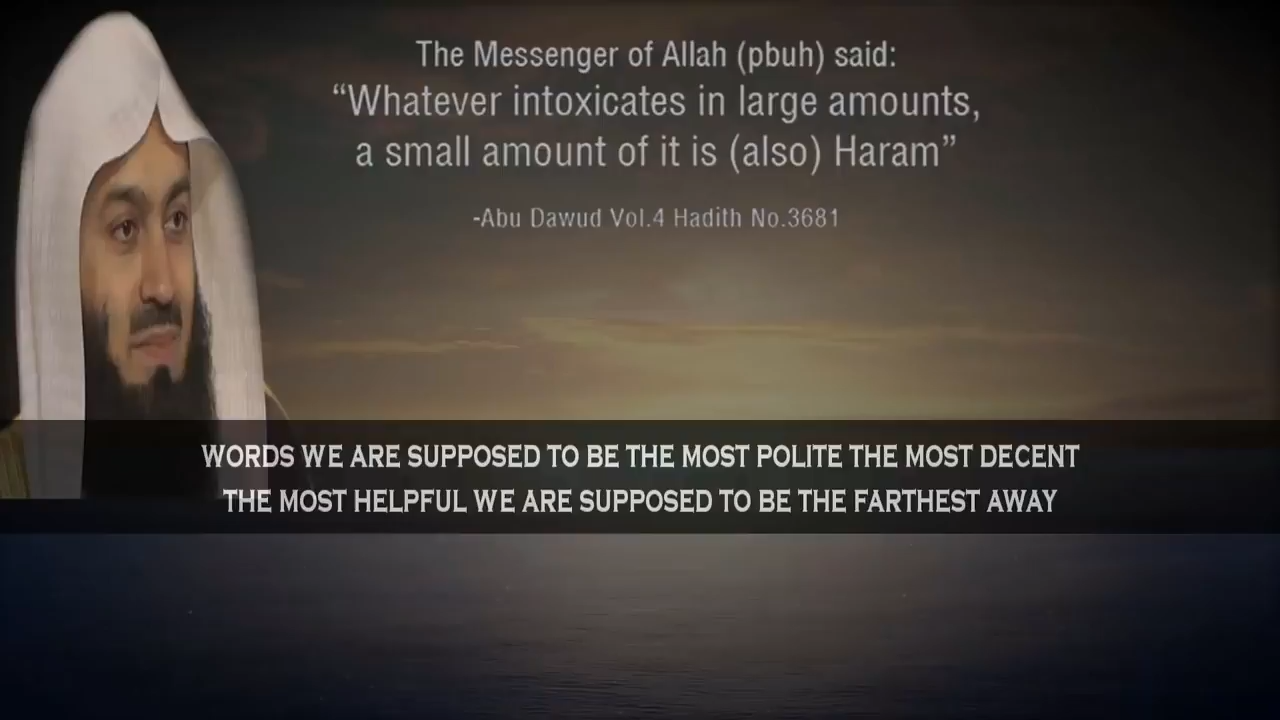 The Messenger of Allah (pbuh) said:
“Whatever intoxicates in large amounts,
a small amount of it is (also) Haram”
-Abu Dawud Vol.4 Hadith No.3681
WORDS WE ARE SUPPOSED TO BE THE MOST POLITE THE MOST DECENT
THE MOST HELPFUL WE ARE SUPPOSED TO BE THE FARTHEST AWAY